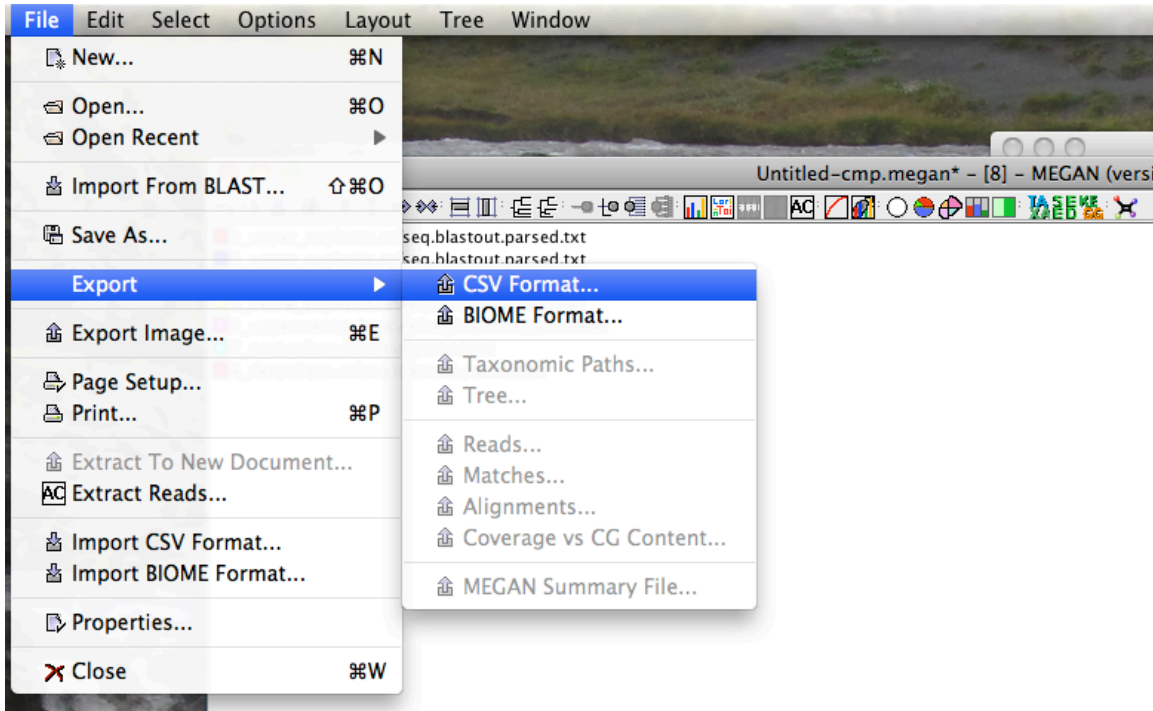 File Edit Select Options Layout Tree Window
New... ⌘N
Open... ⌘O
Open Recent
Import From BLAST... ⇧⌘O
Save As...
Export
Export Image... ⌘E
Page Setup...
Print... ⌘P
Extract To New Document...
AC Extract Reads...
Import CSV Format...
Import BIOME Format...
Properties...
Close ⌘W
Untitled-cmp.megan* - [8] - MEGAN (versi
AC
seq.blastout.parsed.txt
seq.blastout.parsed.txt
CSV Format...
BIOME Format...
Taxonomic Paths...
Tree...
Reads...
Matches...
Alignments...
Coverage vs CG Content...
MEGAN Summary File...